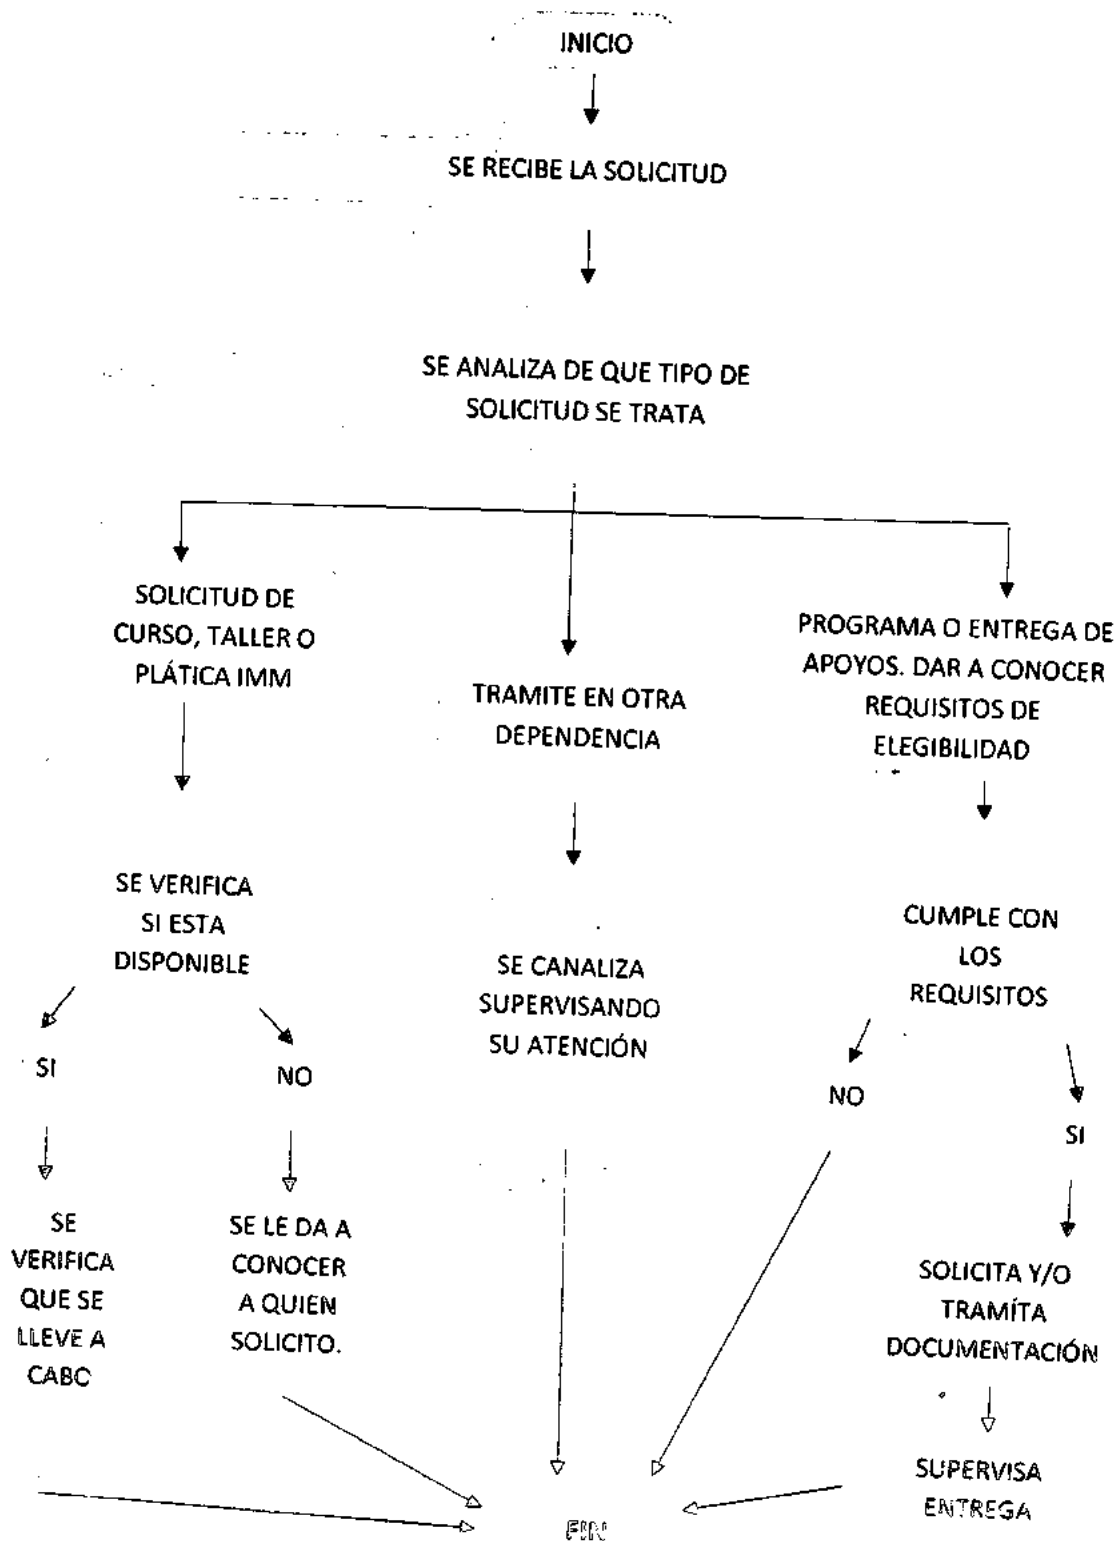 INICIO
SE RECIBE LA SOLICITUD
SE ANALIZA DE QUE TIPO DE
SOLICITUD SE TRATA
SOLICITUD DE
CURSO, TALLER O
PLÁTICA IMM
TRAMITE EN OTRA
DEPENDENCIA
PROGRAMA O ENTREGA DE
APOYOS. DAR A CONOCER
REQUISITOS DE
ELEGIBILIDAD
SE VERIFICA
SI ESTA
DISPONIBLE
SE CANALIZA
SUPERVISANDO
SU ATENCIÓN
CUMPLE CON
LOS
REQUISITOS
SI
NO
NO
SI
SE
VERIFICA
QUE SE
LLEVE A
CABO
SE LE DA A
CONOCER
A QUIEN
SOLICITO.
SOLICITA Y/O
TRAMÍTA
DOCUMENTACIÓN
SUPERVISA
ENTREGA
FIN